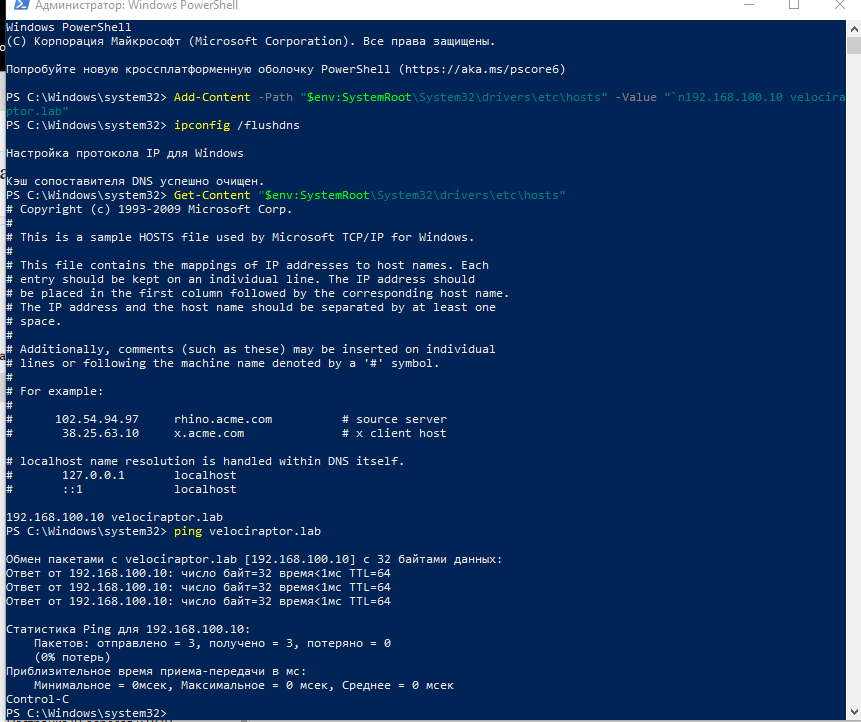 Администратор: Windows PowerShell
Windows PowerShell
(C) Корпорация Майкрософт (Microsoft Corporation). Все права защищены.
Попробуйте новую кроссплатформенную оболочку PowerShell (https://aka.ms/pscore6)
PS C:\Windows\system32> Add-Content -Path "$env:SystemRoot\System32\drivers\etc\hosts" -Value "`n192.168.100.10 velocira
ptor.lab"
PS C:\Windows\system32> ipconfig /flushdns
Настройка протокола IP для Windows
Кэш сопоставителя DNS успешно очищен.
PS C:\Windows\system32> Get-Content "$env:SystemRoot\System32\drivers\etc\hosts"
# Copyright (c) 1993-2009 Microsoft Corp.
#
# This is a sample HOSTS file used by Microsoft TCP/IP for Windows.
#
# This file contains the mappings of IP addresses to host names. Each
# entry should be kept on an individual line. The IP address should
# be placed in the first column followed by the corresponding host name.
# The IP address and the host name should be separated by at least one
# space.
#
# Additionally, comments (such as these) may be inserted on individual
# lines or following the machine name denoted by a '#' symbol.
#
# For example:
#
#      102.54.94.97     rhino.acme.com          # source server
#       38.25.63.10     x.acme.com              # x client host
# localhost name resolution is handled within DNS itself.
#       127.0.0.1       localhost
#       ::1             localhost
192.168.100.10 velociraptor.lab
PS C:\Windows\system32> ping velociraptor.lab
Обмен пакетами с velociraptor.lab [192.168.100.10] с 32 байтами данных:
Ответ от 192.168.100.10: число байт=32 время<1мс TTL=64
Ответ от 192.168.100.10: число байт=32 время<1мс TTL=64
Ответ от 192.168.100.10: число байт=32 время<1мс TTL=64
Статистика Ping для 192.168.100.10:
    Пакетов: отправлено = 3, получено = 3, потеряно = 0
    (0% потерь)
Приблизительное время приема-передачи в мс:
    Минимальное = 0мсек, Максимальное = 0 мсек, Среднее = 0 мсек
Control-C
PS C:\Windows\system32>